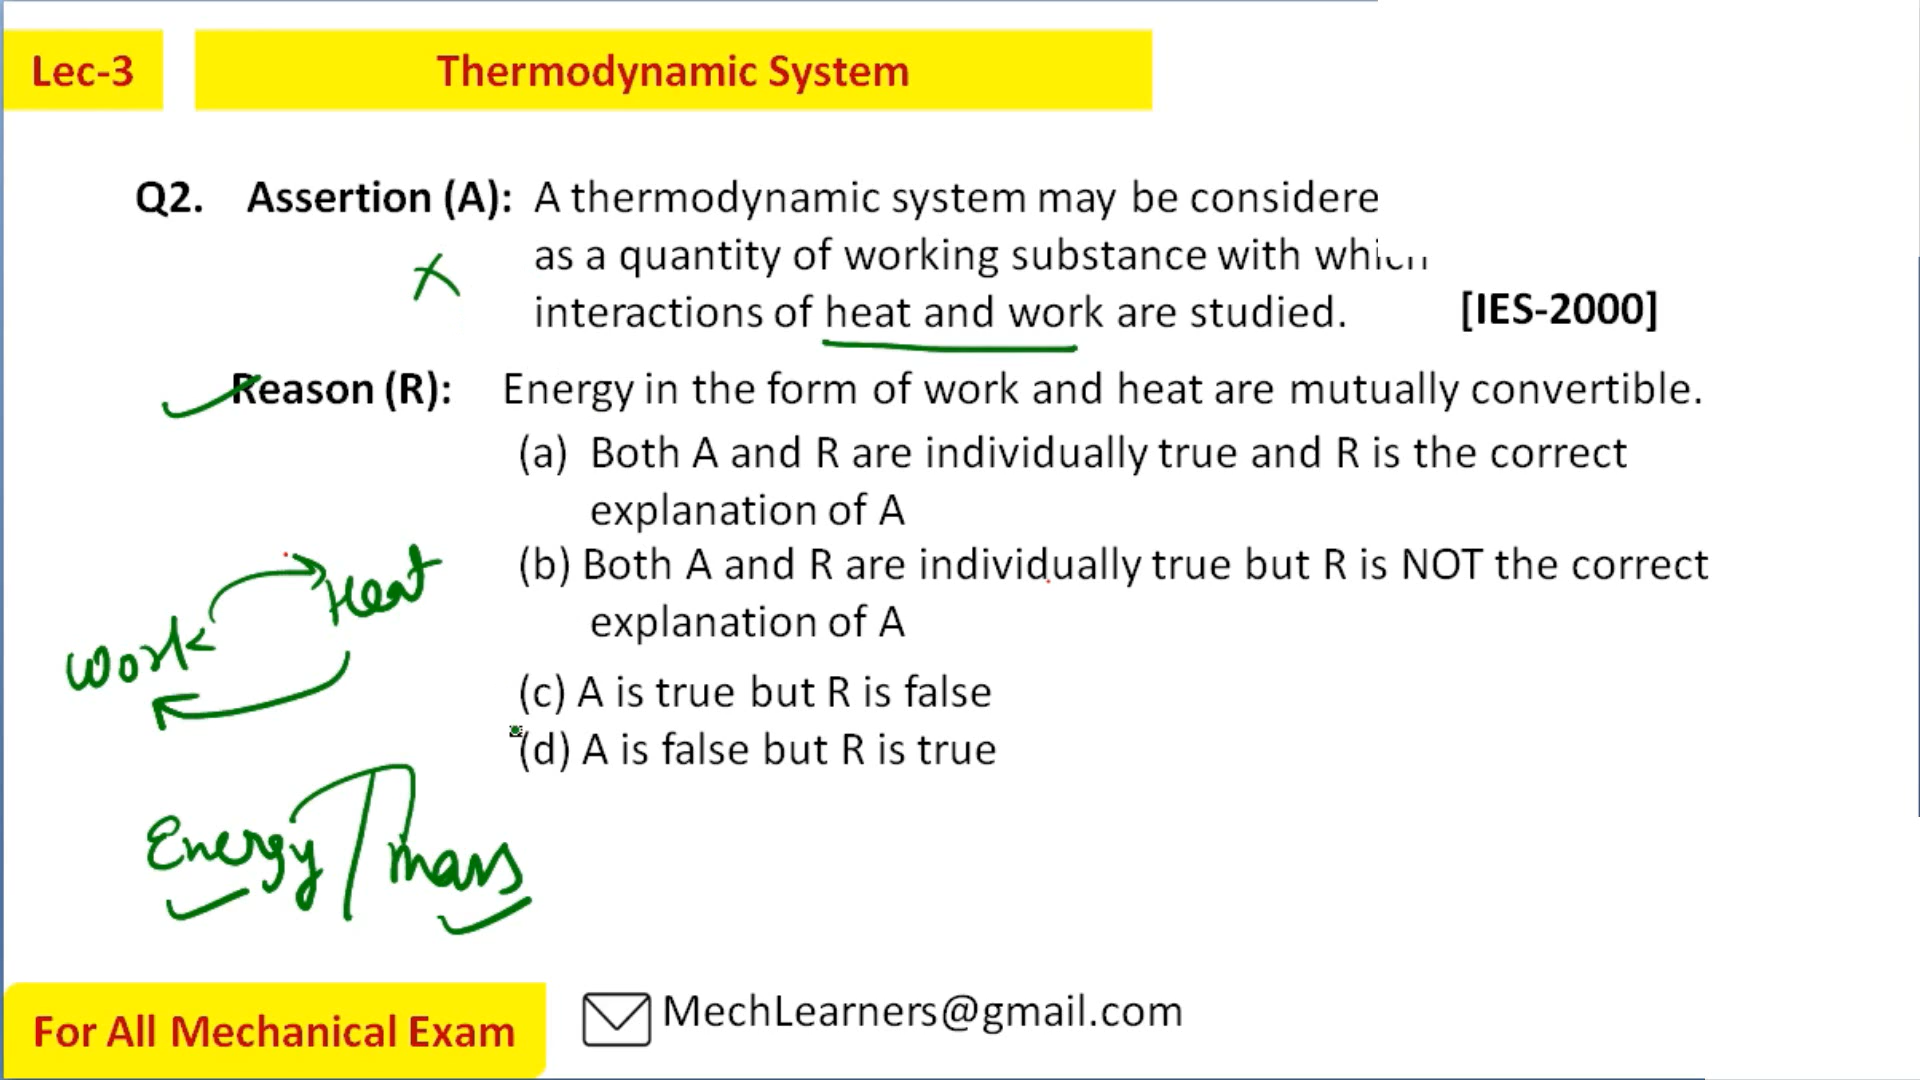 Lec-3
Thermodynamic System
Q2. Assertion (A): A thermodynamic system may be considere
as a quantity of working substance with which
interactions of heat and work are studied. [IES-2000]
Reason (R): Energy in the form of work and heat are mutually convertible.
(a) Both A and R are individually true and R is the correct
explanation of A
(b) Both A and R are individually true but R is NOT the correct
explanation of A
(c) A is true but R is false
(d) A is false but R is true
Heat
work
Energy / mass
For All Mechanical Exam
MechLearners@gmail.com